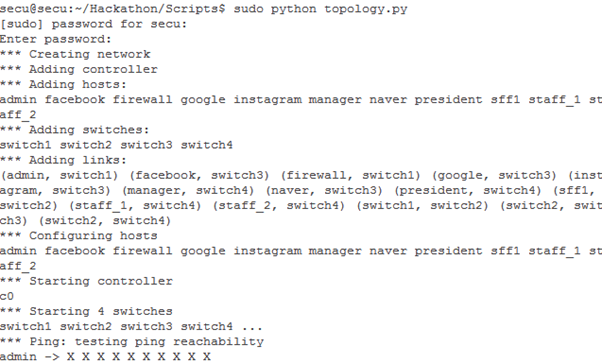 secu@secu:~/Hackathon/Scripts$ sudo python topology.py
[sudo] password for secu:
Enter password:
*** Creating network
*** Adding controller
*** Adding hosts:
admin facebook firewall google instagram manager naver president sff1 staff_1 st
aff_2
*** Adding switches:
switch1 switch2 switch3 switch4
*** Adding links:
(admin, switch1) (facebook, switch3) (firewall, switch1) (google, switch3) (inst
agram, switch3) (manager, switch4) (naver, switch3) (president, switch4) (sff1,
switch2) (staff_1, switch4) (staff_2, switch4) (switch1, switch2) (switch2, swit
ch3) (switch2, switch4)
*** Configuring hosts
admin facebook firewall google instagram manager naver president sff1 staff_1 st
aff_2
*** Starting controller
c0
*** Starting 4 switches
switch1 switch2 switch3 switch4 ...
*** Ping: testing ping reachability
admin -> X X X X X X X X X X